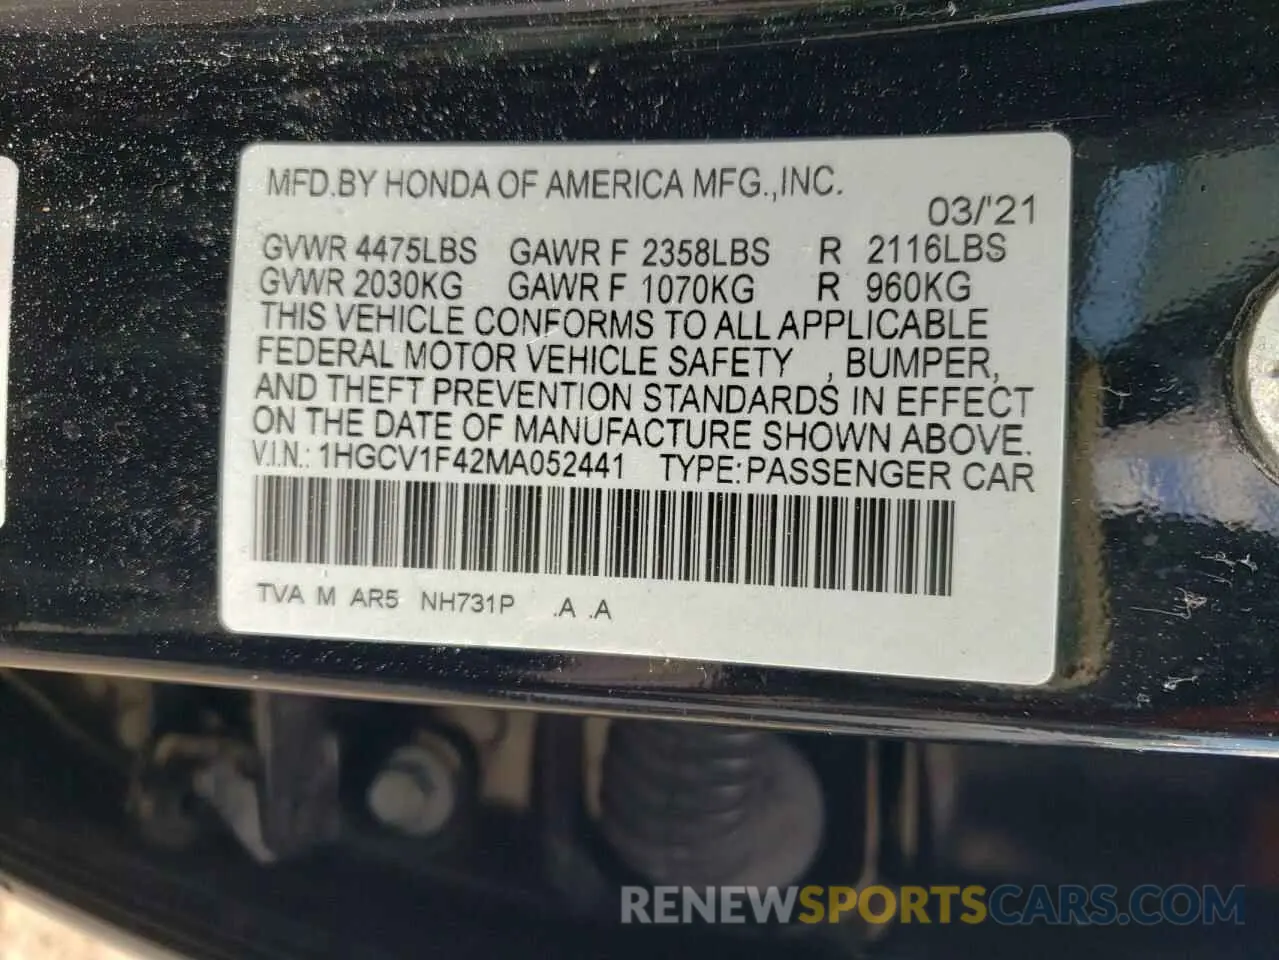 MFD.BY HONDA OF AMERICA MFG.,INC.
03/'21
GVWR 4475LBS GAWR F 2358LBS R 2116LBS
GVWR 2030KG GAWR F 1070KG R 960KG
THIS VEHICLE CONFORMS TO ALL APPLICABLE
FEDERAL MOTOR VEHICLE SAFETY , BUMPER,
AND THEFT PREVENTION STANDARDS IN EFFECT
ON THE DATE OF MANUFACTURE SHOWN ABOVE.
V.I.N.: 1HGCV1F42MA052441 TYPE:PASSENGER CAR
TVA M AR5 NH731P .A .A
RENEWSPORTSCARS.COM